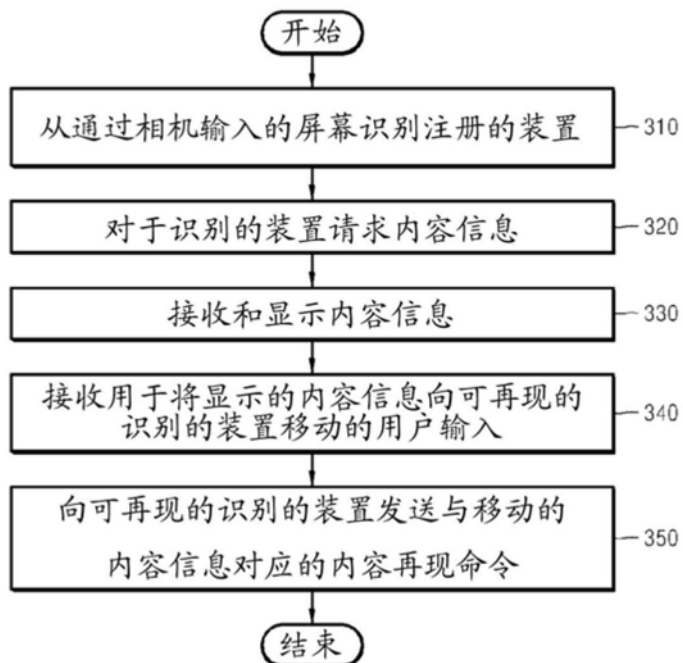 开始
从通过相机输入的屏幕识别注册的装置
310
对于识别的装置请求内容信息
320
接收和显示内容信息
330
接收用于将显示的内容信息向可再现的
识别的装置移动的用户输入
340
向可再现的识别的装置发送与移动的
内容信息对应的内容再现命令
350
结束